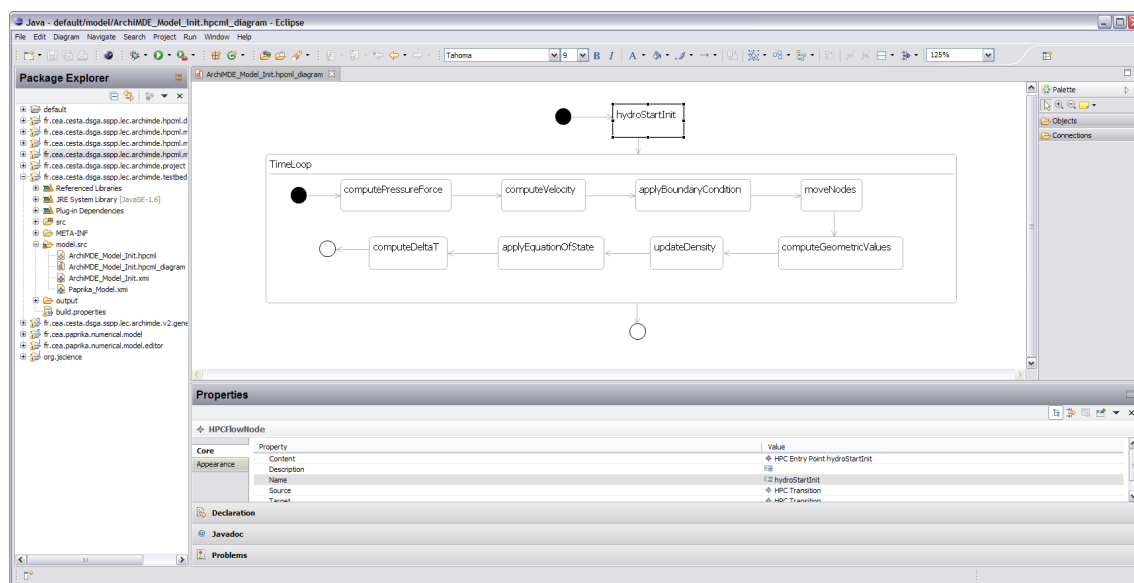 Java - default/model/ArchiMDE_Model_Init.hpcml_diagram - Eclipse
File Edit Diagram Navigate Search Project Run Window Help
Tahoma 9 B I A 125%
Package Explorer
ArchiMDE_Model_Init.hpcml_diagram
Palette
Objects
Connections
default
fr.cea.cesta.dsga.sspp.lec.archimde.hpcml.d
fr.cea.cesta.dsga.sspp.lec.archimde.hpcml.m
fr.cea.cesta.dsga.sspp.lec.archimde.hpcml.m
fr.cea.cesta.dsga.sspp.lec.archimde.hpcml.m
fr.cea.cesta.dsga.sspp.lec.archimde.project
fr.cea.cesta.dsga.sspp.lec.archimde.testbed
Referenced Libraries
JRE System Library [JavaSE-1.6]
Plug-in Dependencies
src
META-INF
model.src
ArchiMDE_Model_Init.hpcml
ArchiMDE_Model_Init.hpcml_diagram
ArchiMDE_Model_Init.xmi
Paprika_Model.xmi
output
build.properties
fr.cea.cesta.dsga.sspp.lec.archimde.v2.gene
fr.cea.paprika.numerical.model
fr.cea.paprika.numerical.model.editor
org.jscience
hydroStartInit
TimeLoop
computePressureForce
computeVelocity
applyBoundaryCondition
moveNodes
computeDeltaT
applyEquationOfState
updateDensity
computeGeometricValues
Properties
HPCFlowNode
Core
Appearance
Property Value
Content HPC Entry Point hydroStartInit
Description
Name hydroStartInit
Source HPC Transition
Target HPC Transition
Declaration
Javadoc
Problems